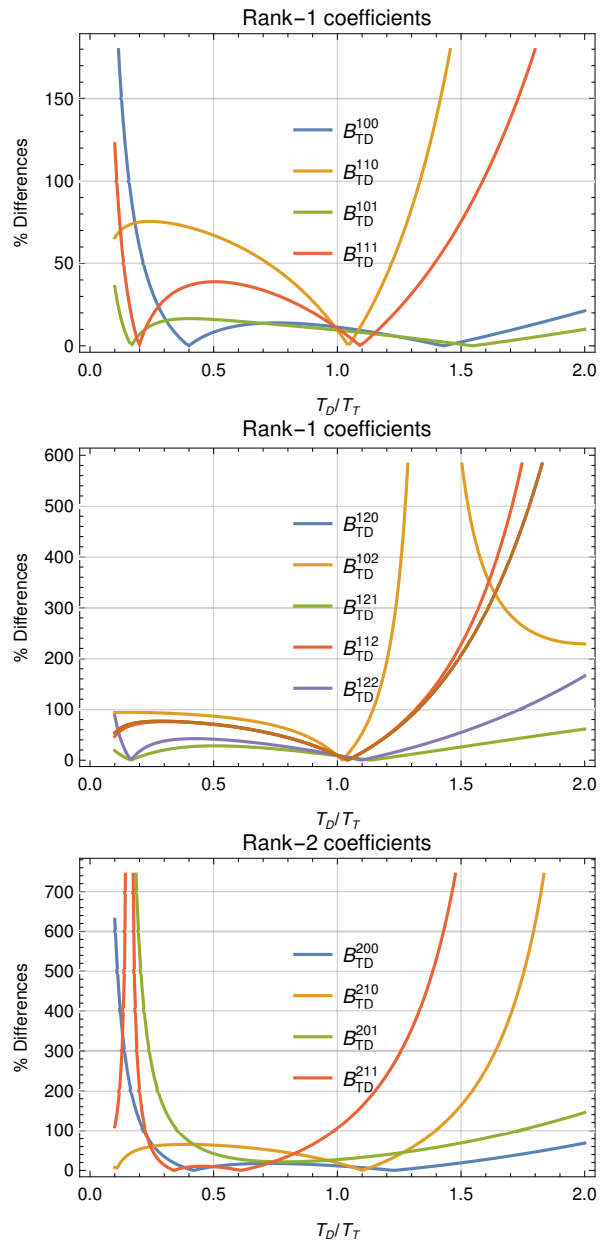 Rank−1 coefficients
% Differences
150
100
50
0
B_TD^100
B_TD^110
B_TD^101
B_TD^111
0.0 0.5 1.0 1.5 2.0
T_D/T_T
Rank−1 coefficients
% Differences
600
500
400
300
200
100
0
B_TD^120
B_TD^102
B_TD^121
B_TD^112
B_TD^122
0.0 0.5 1.0 1.5 2.0
T_D/T_T
Rank−2 coefficients
% Differences
700
600
500
400
300
200
100
0
B_TD^200
B_TD^210
B_TD^201
B_TD^211
0.0 0.5 1.0 1.5 2.0
T_D/T_T